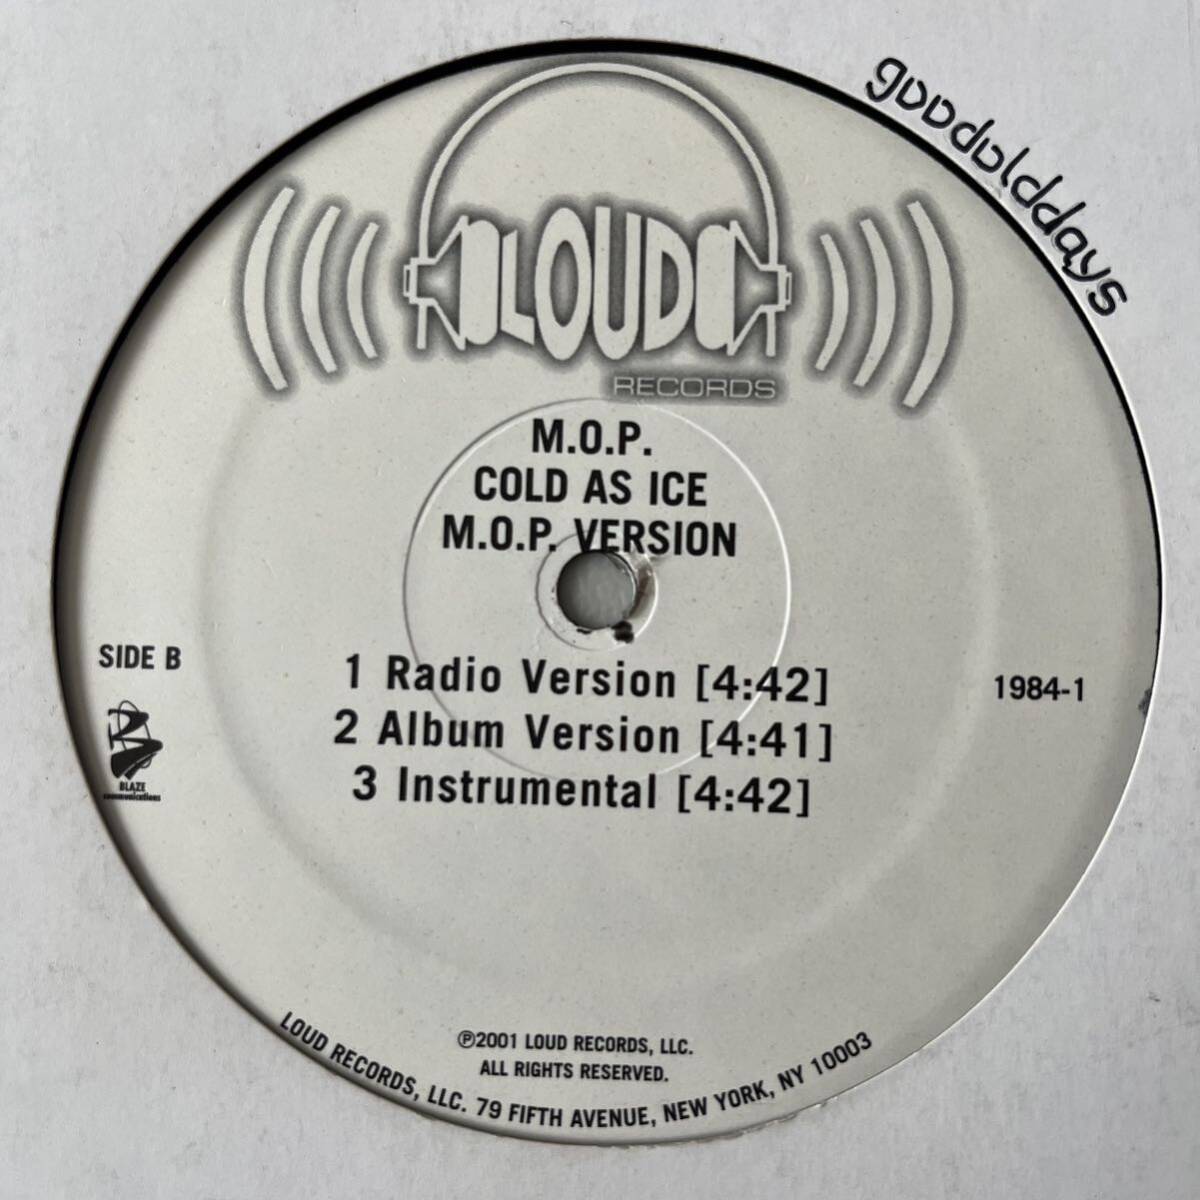 goodolddays
LOUD
RECORDS
M.O.P.
COLD AS ICE
M.O.P. VERSION
SIDE B
1 Radio Version [4:42]
2 Album Version [4:41]
3 Instrumental [4:42]
1984-1
BLAZE
communications
℗2001 LOUD RECORDS, LLC.
ALL RIGHTS RESERVED.
LOUD RECORDS, LLC. 79 FIFTH AVENUE, NEW YORK, NY 10003